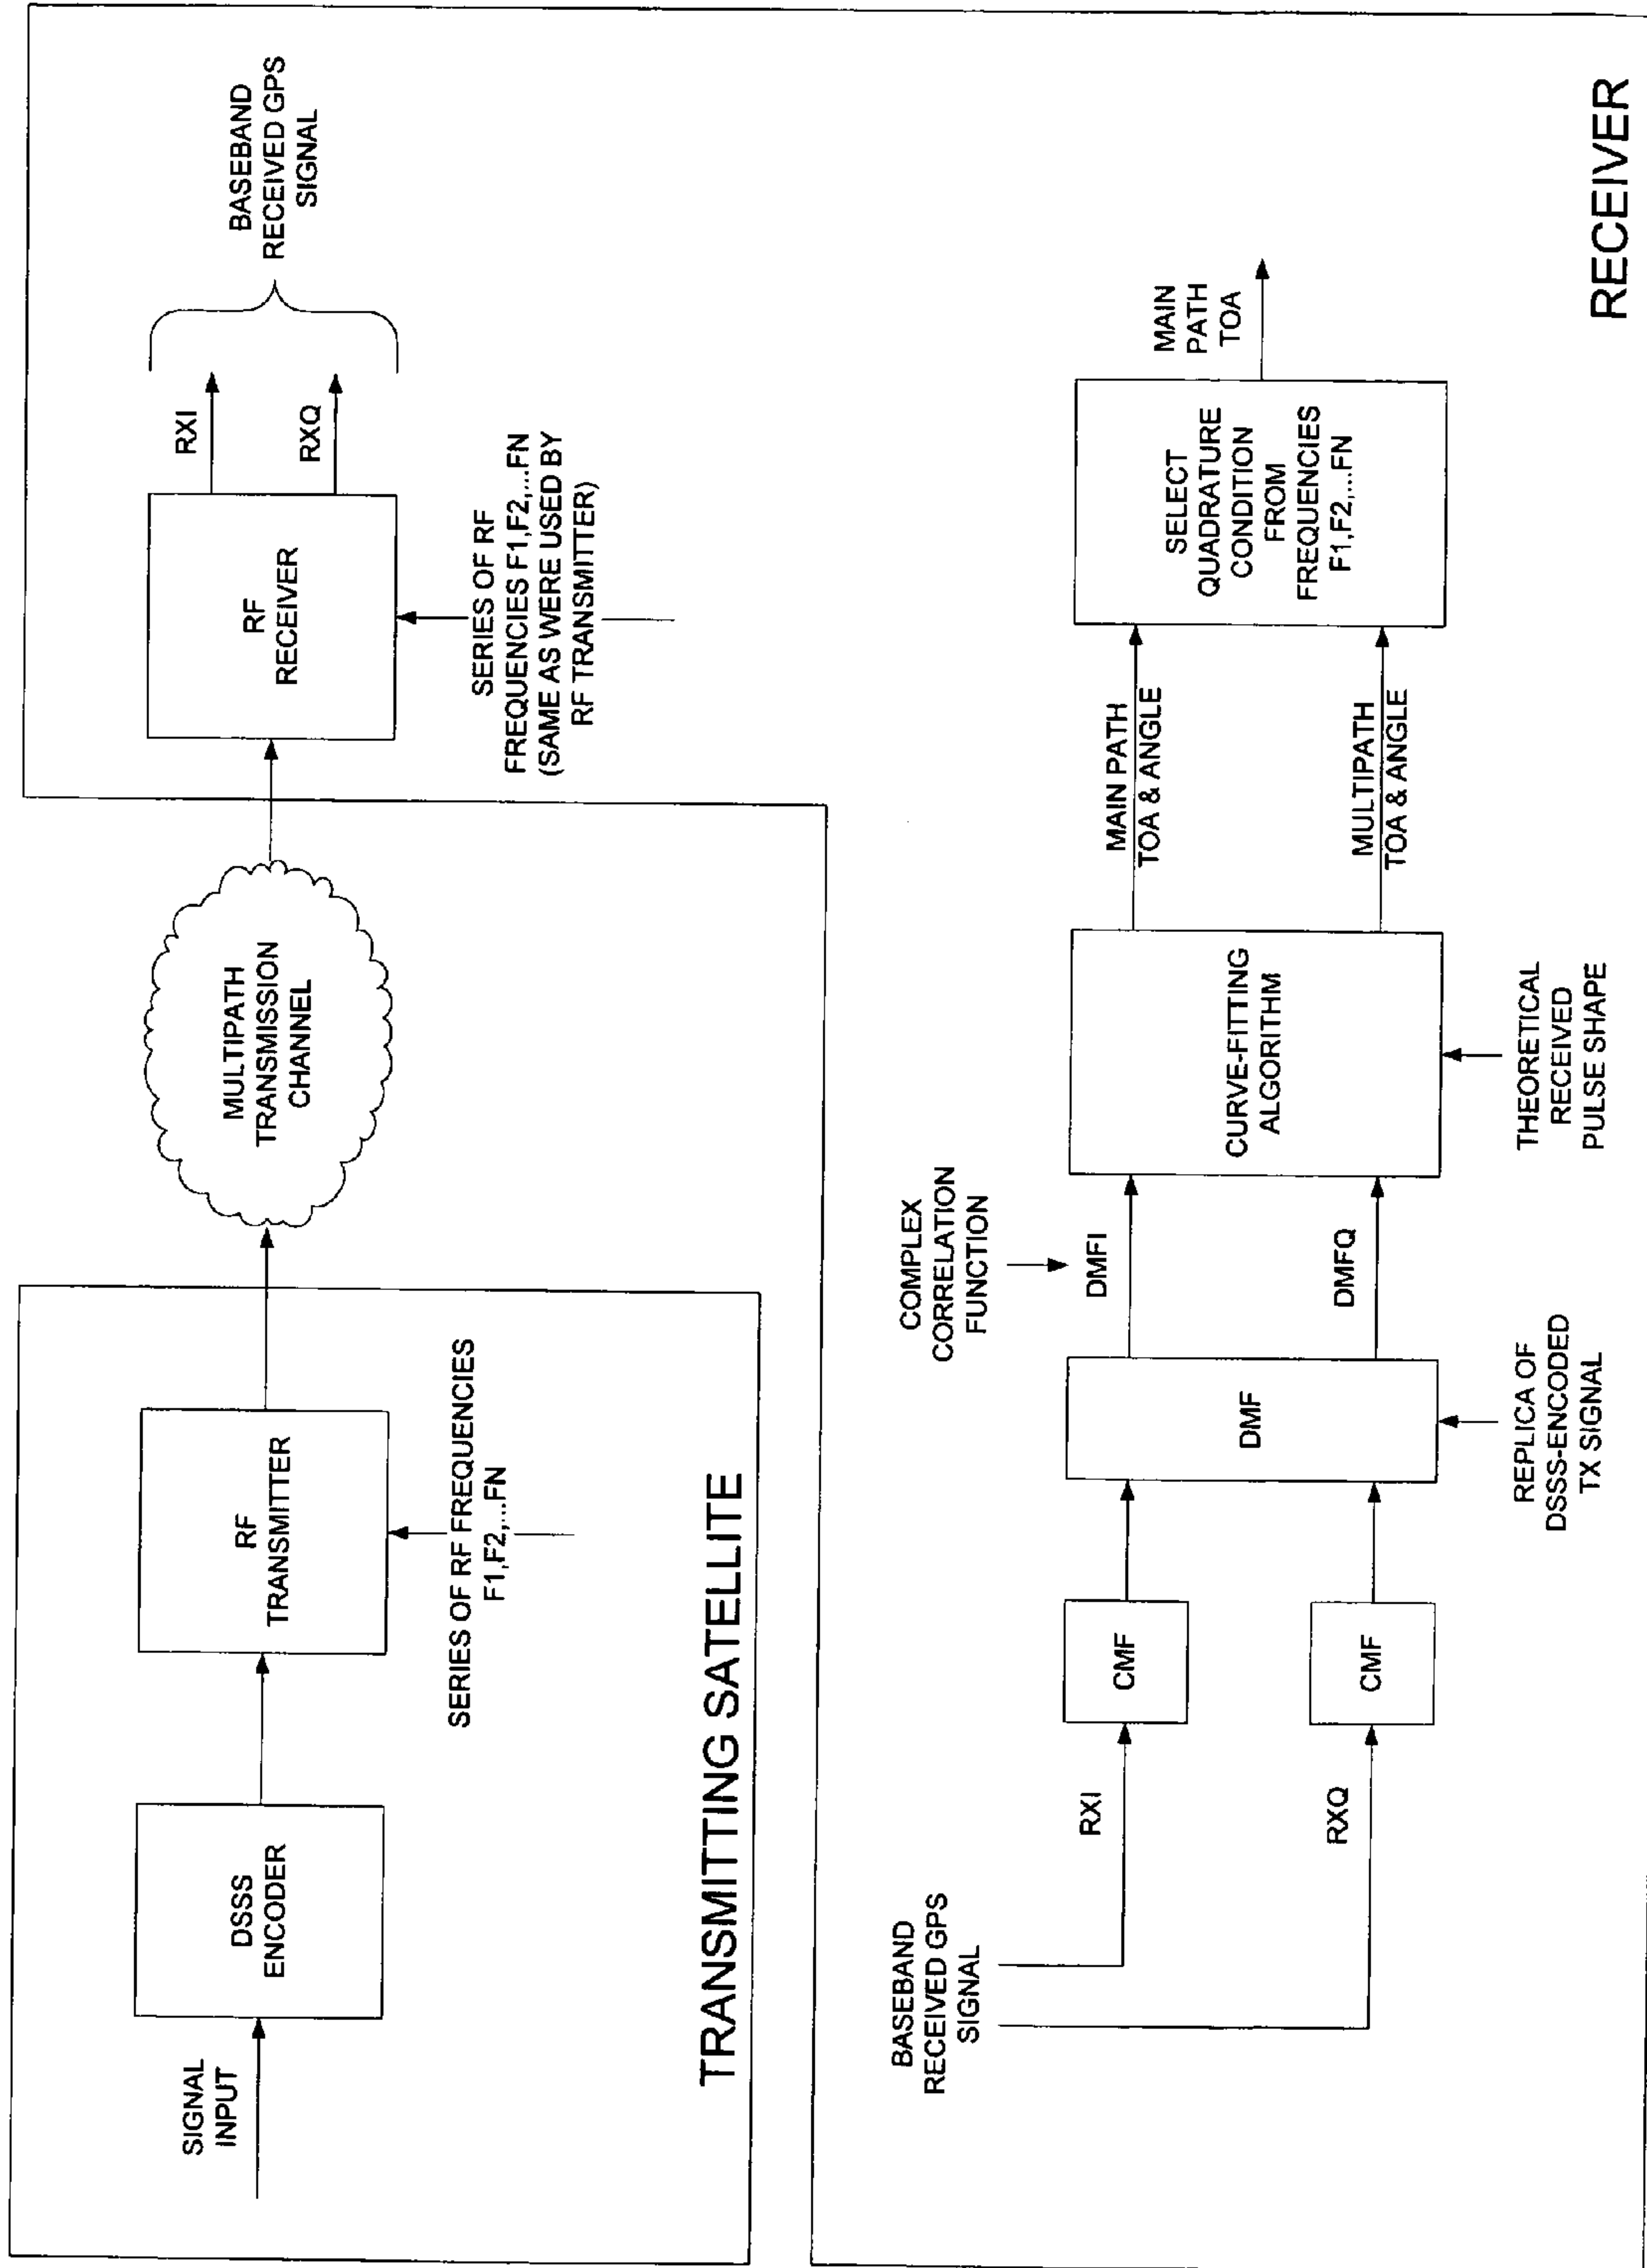 SIGNAL
INPUT
DSSS
ENCODER
RF
TRANSMITTER
SERIES OF RF FREQUENCIES
F1,F2,...FN
TRANSMITTING SATELLITE
MULTIPATH
TRANSMISSION
CHANNEL
RF
RECEIVER
SERIES OF RF
FREQUENCIES F1,F2,...FN
(SAME AS WERE USED BY
RF TRANSMITTER)
RXI
RXQ
BASEBAND
RECEIVED GPS
SIGNAL
BASEBAND
RECEIVED GPS
SIGNAL
RXI
RXQ
CMF
CMF
DMF
REPLICA OF
DSSS-ENCODED
TX SIGNAL
COMPLEX
CORRELATION
FUNCTION
DMFI
DMFQ
CURVE-FITTING
ALGORITHM
THEORETICAL
RECEIVED
PULSE SHAPE
MAIN PATH
TOA & ANGLE
MULTIPATH
TOA & ANGLE
SELECT
QUADRATURE
CONDITION
FROM
FREQUENCIES
F1,F2,...FN
MAIN
PATH
TOA
RECEIVER